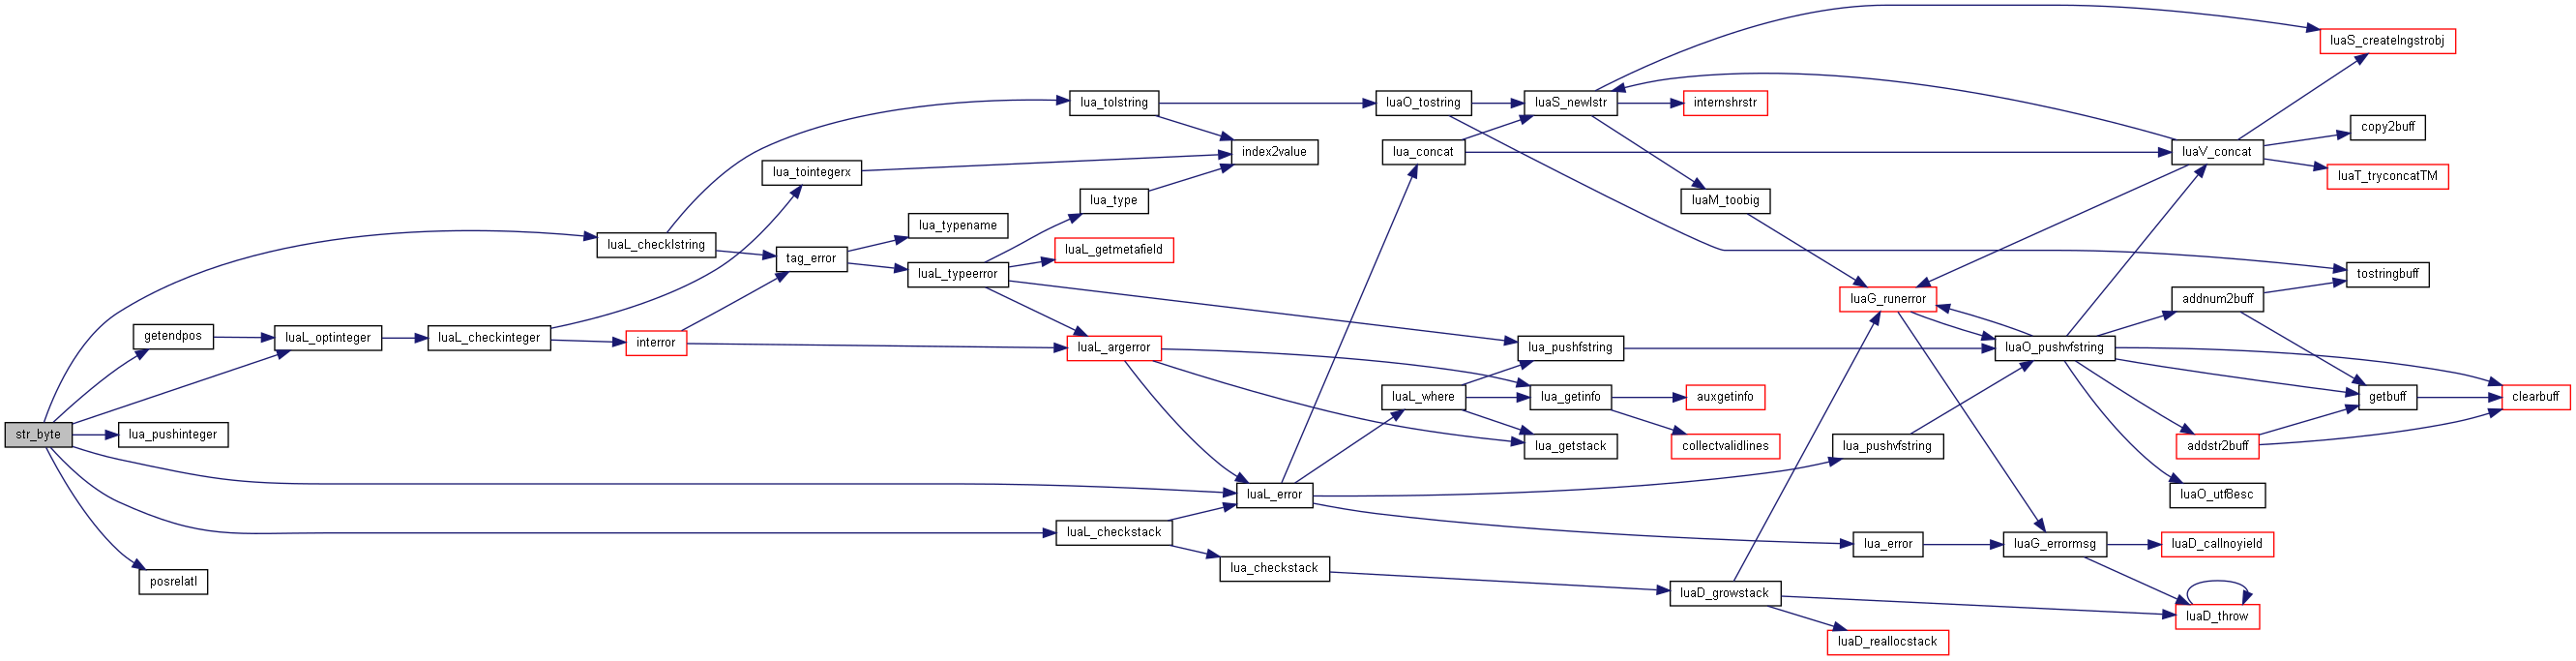 str_byte
getendpos
lua_pushinteger
posrelatI
luaL_optinteger
luaL_checkinteger
luaL_checklstring
interror
lua_tointegerx
tag_error
lua_typename
luaL_typeerror
lua_tolstring
lua_type
luaL_getmetafield
luaL_argerror
luaL_checkstack
index2value
luaL_error
lua_checkstack
luaO_tostring
lua_concat
luaL_where
luaS_newlstr
lua_pushfstring
lua_getinfo
lua_getstack
internshrstr
luaM_toobig
auxgetinfo
collectvalidlines
luaD_growstack
luaG_runerror
lua_pushvfstring
lua_error
luaD_reallocstack
luaO_pushvfstring
luaG_errormsg
luaV_concat
addnum2buff
addstr2buff
luaO_utf8esc
luaD_callnoyield
luaD_throw
luaS_createlngstrobj
copy2buff
luaT_tryconcatTM
tostringbuff
getbuff
clearbuff